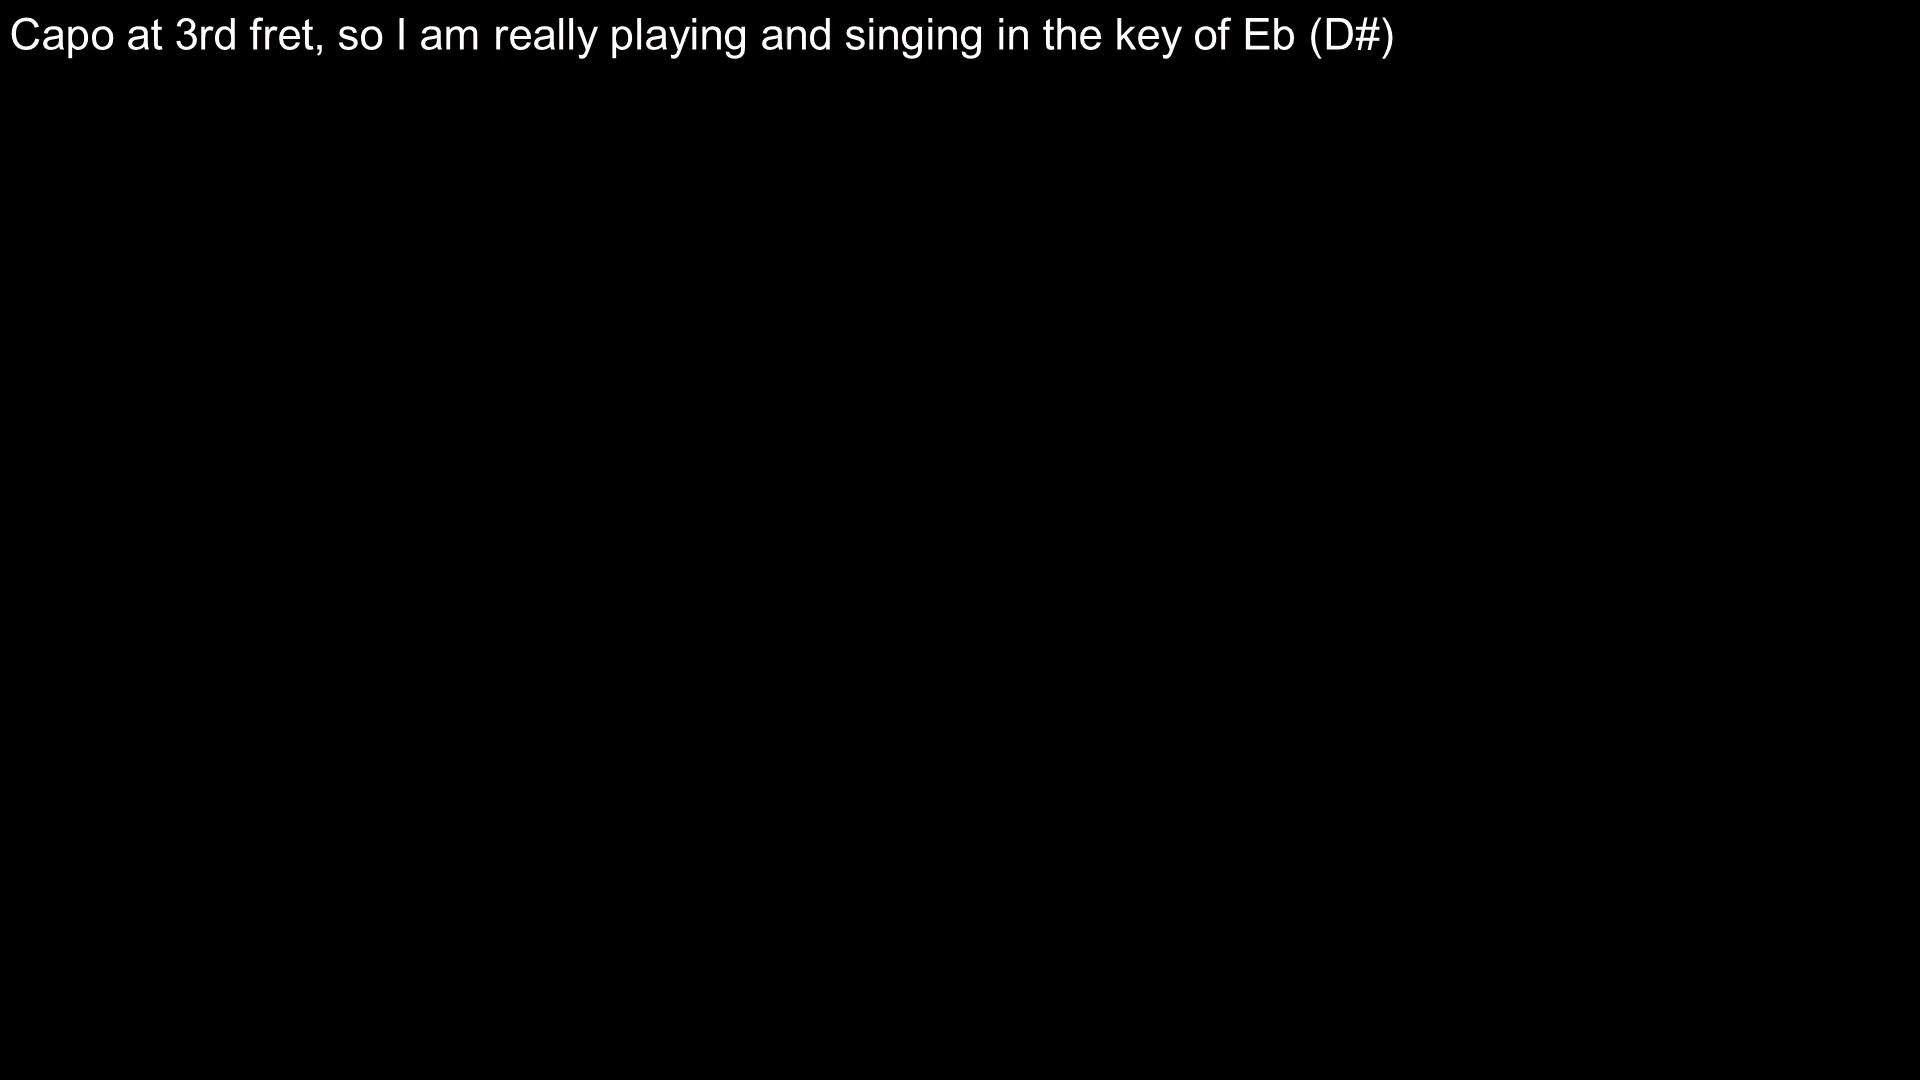 Capo at 3rd fret, so I am really playing and singing in the key of Eb (D#)